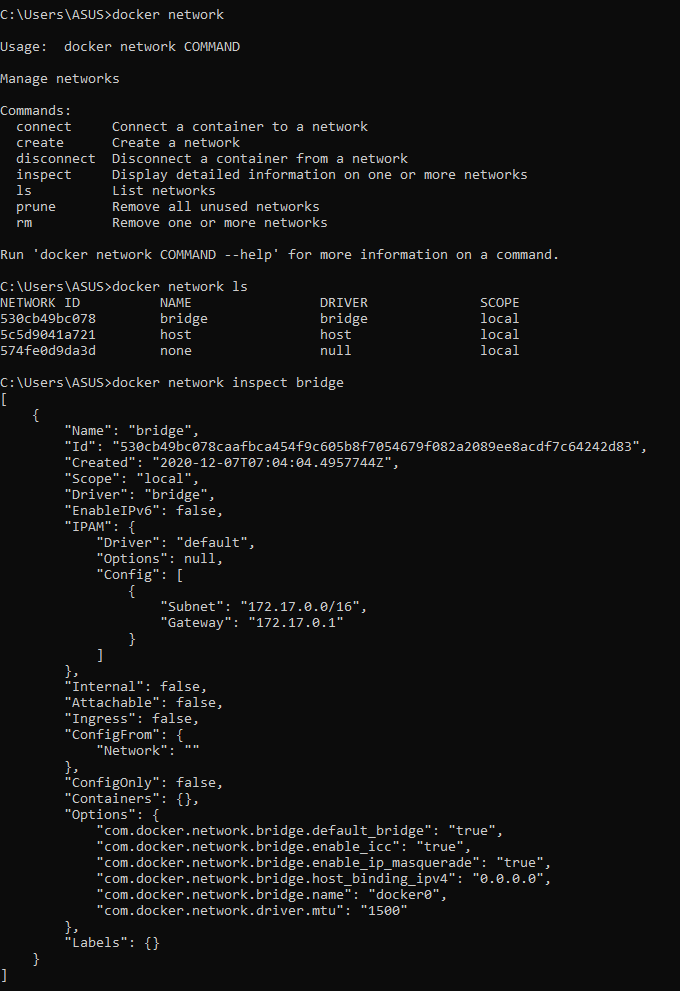 C:\Users\ASUS>docker network
Usage:  docker network COMMAND
Manage networks
Commands:
  connect     Connect a container to a network
  create      Create a network
  disconnect  Disconnect a container from a network
  inspect     Display detailed information on one or more networks
  ls          List networks
  prune       Remove all unused networks
  rm          Remove one or more networks
Run 'docker network COMMAND --help' for more information on a command.
C:\Users\ASUS>docker network ls
NETWORK ID          NAME                DRIVER              SCOPE
530cb49bc078        bridge              bridge              local
5c5d9041a721        host                host                local
574fe0d9da3d        none                null                local
C:\Users\ASUS>docker network inspect bridge
[
    {
        "Name": "bridge",
        "Id": "530cb49bc078caafbca454f9c605b8f7054679f082a2089ee8acdf7c64242d83",
        "Created": "2020-12-07T07:04:04.4957744Z",
        "Scope": "local",
        "Driver": "bridge",
        "EnableIPv6": false,
        "IPAM": {
            "Driver": "default",
            "Options": null,
            "Config": [
                {
                    "Subnet": "172.17.0.0/16",
                    "Gateway": "172.17.0.1"
                }
            ]
        },
        "Internal": false,
        "Attachable": false,
        "Ingress": false,
        "ConfigFrom": {
            "Network": ""
        },
        "ConfigOnly": false,
        "Containers": {},
        "Options": {
            "com.docker.network.bridge.default_bridge": "true",
            "com.docker.network.bridge.enable_icc": "true",
            "com.docker.network.bridge.enable_ip_masquerade": "true",
            "com.docker.network.bridge.host_binding_ipv4": "0.0.0.0",
            "com.docker.network.bridge.name": "docker0",
            "com.docker.network.driver.mtu": "1500"
        },
        "Labels": {}
    }
]